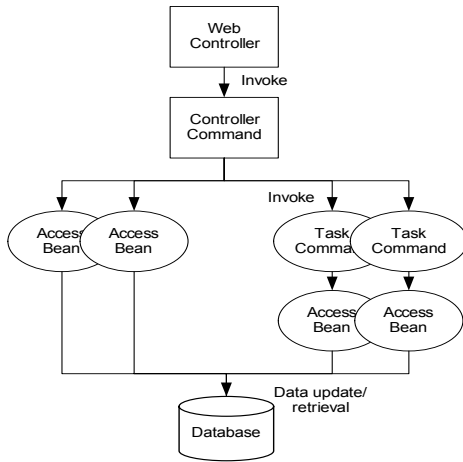 Web
Controller
Invoke
Controller
Command
Invoke
Access
Bean
Access
Bean
Task
Comma
Task
Command
Access
Bean
Access
Bean
Data update/
retrieval
Database